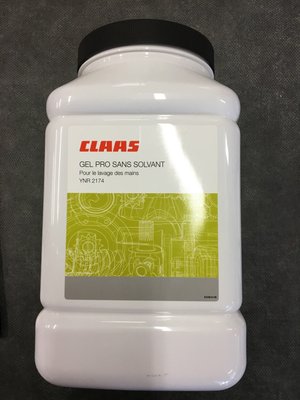 CLAAS
GEL PRO SANS SOLVANT
Pour le lavage des mains
YNR 2174